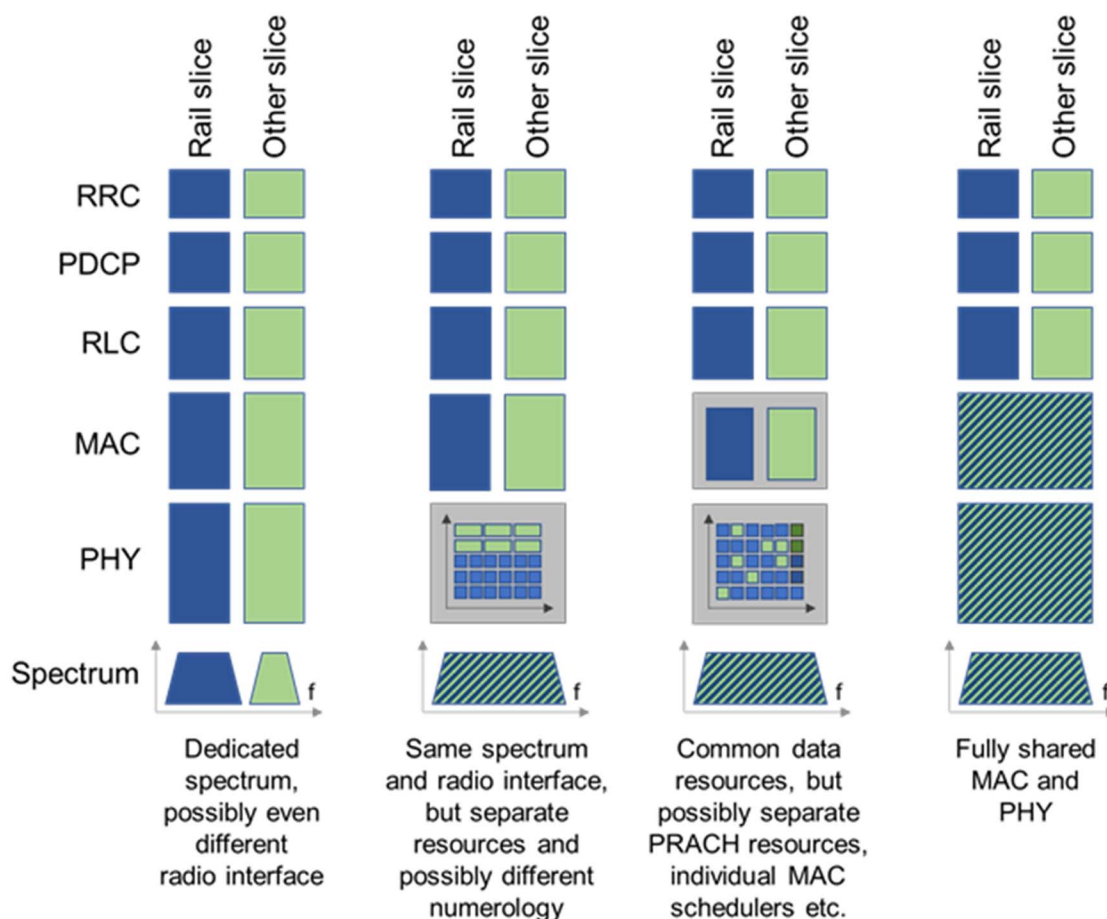 Rail slice
Other slice
Rail slice
Other slice
Rail slice
Other slice
Rail slice
Other slice
RRC
PDCP
RLC
MAC
PHY
Spectrum
f
f
f
f
Dedicated
spectrum,
possibly even
different
radio interface
Same spectrum
and radio interface,
but separate
resources and
possibly different
numerology
Common data
resources, but
possibly separate
PRACH resources,
individual MAC
schedulers etc.
Fully shared
MAC and
PHY